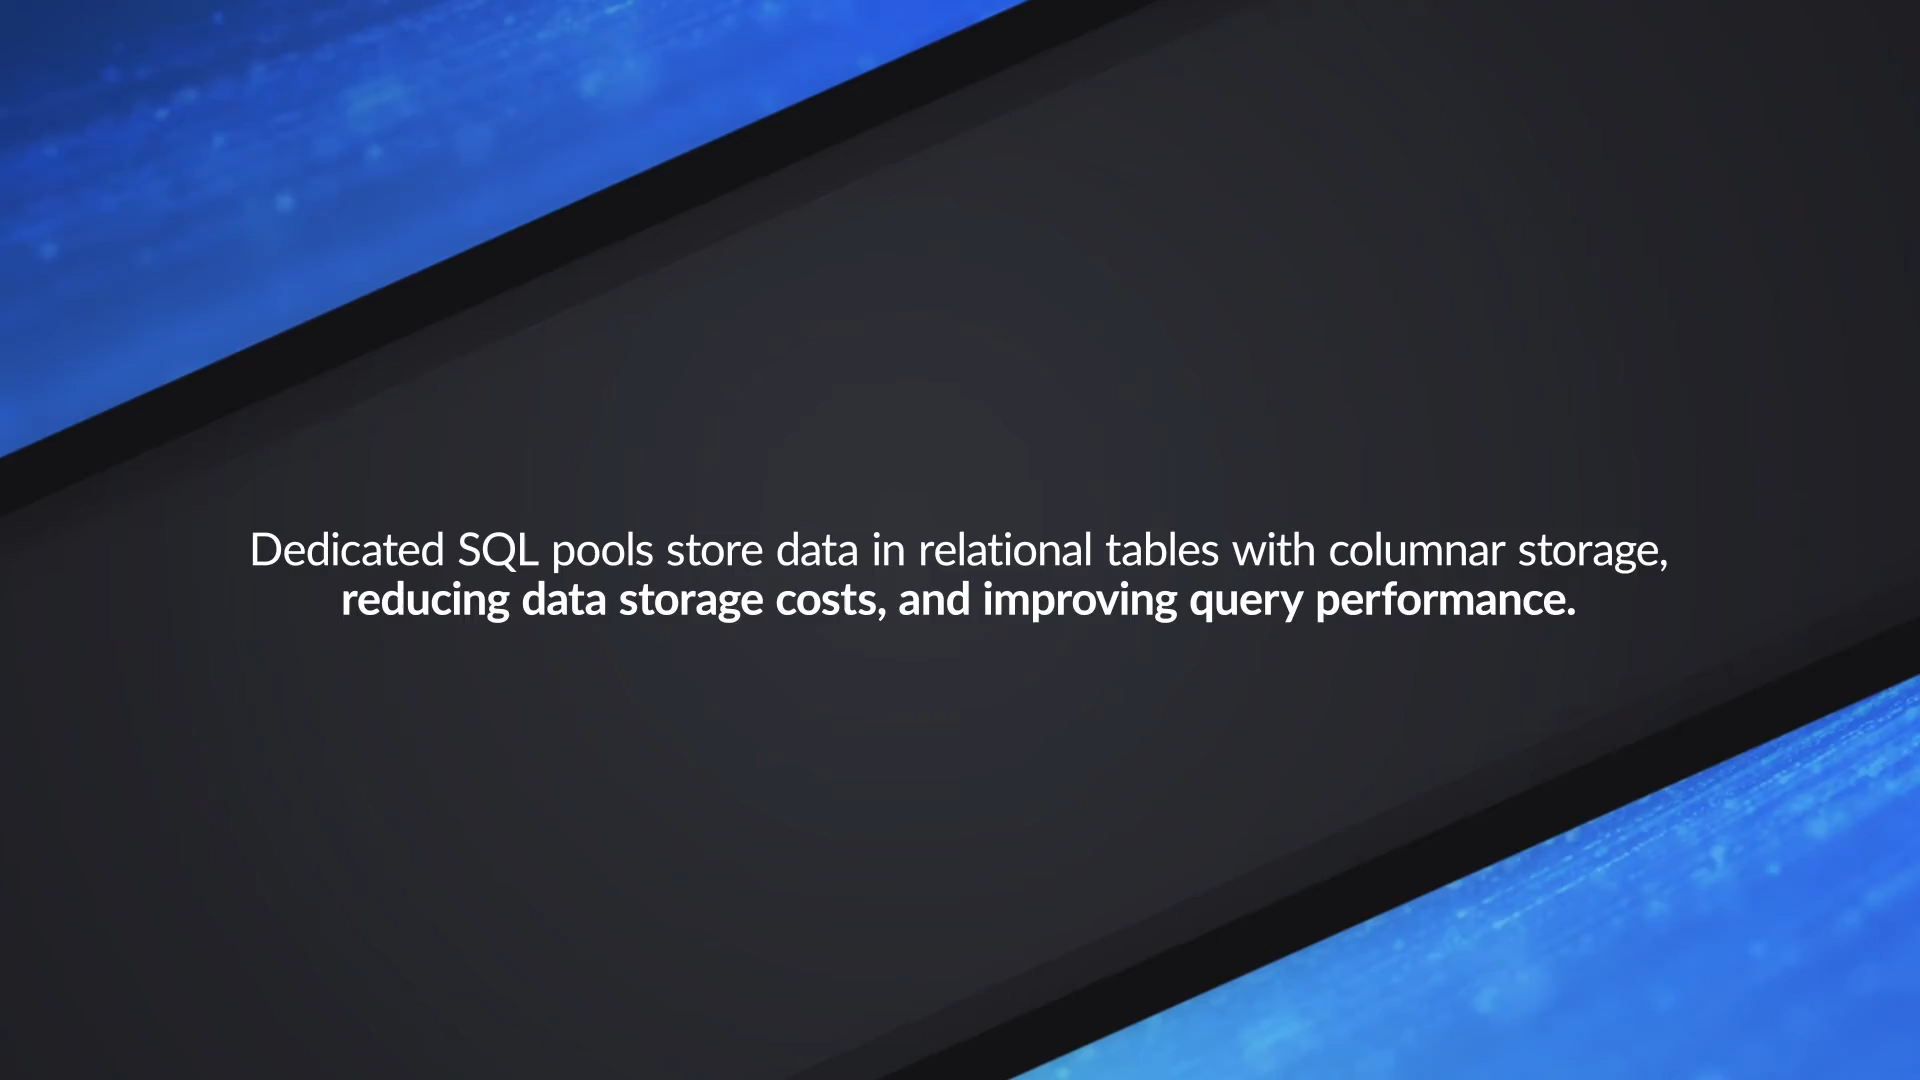 Dedicated SQL pools store data in relational tables with columnar storage,
reducing data storage costs, and improving query performance.